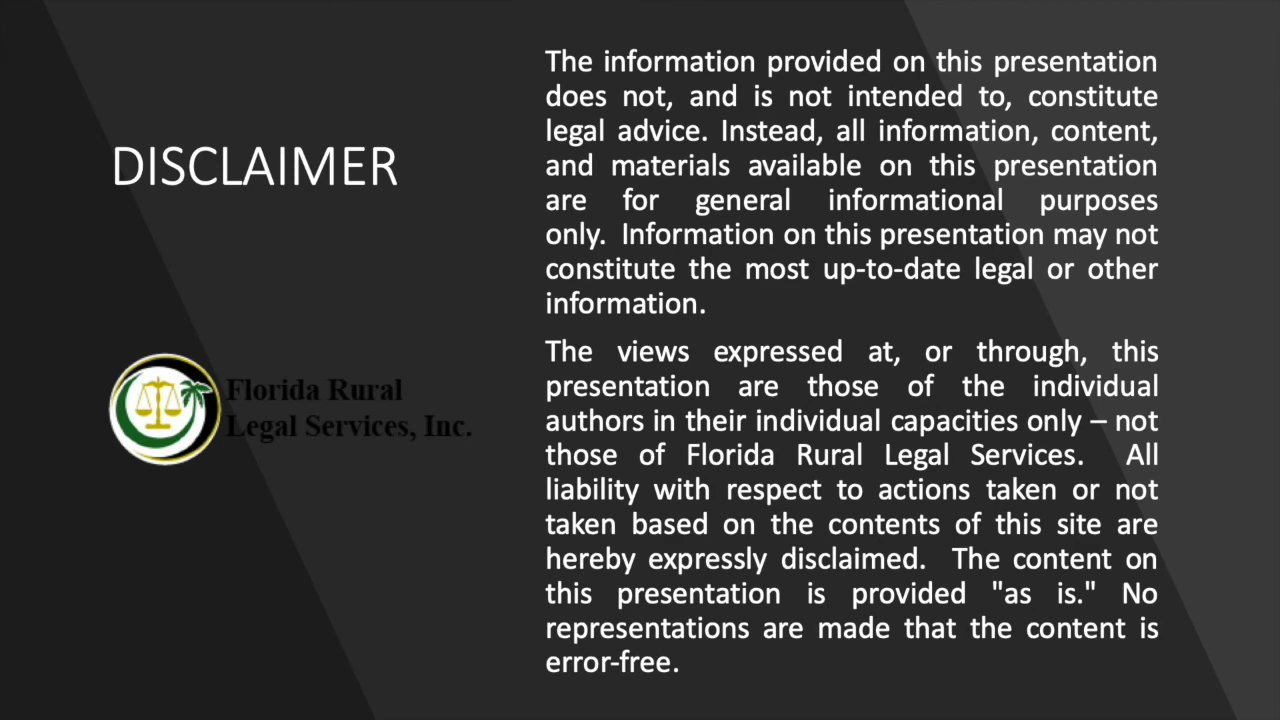 DISCLAIMER
Florida Rural
Legal Services, Inc.
The information provided on this presentation
does not, and is not intended to, constitute
legal advice. Instead, all information, content,
and materials available on this presentation
are for general informational purposes
only.  Information on this presentation may not
constitute the most up-to-date legal or other
information.
The views expressed at, or through, this
presentation are those of the individual
authors in their individual capacities only – not
those of Florida Rural Legal Services.  All
liability with respect to actions taken or not
taken based on the contents of this site are
hereby expressly disclaimed.  The content on
this presentation is provided "as is." No
representations are made that the content is
error-free.